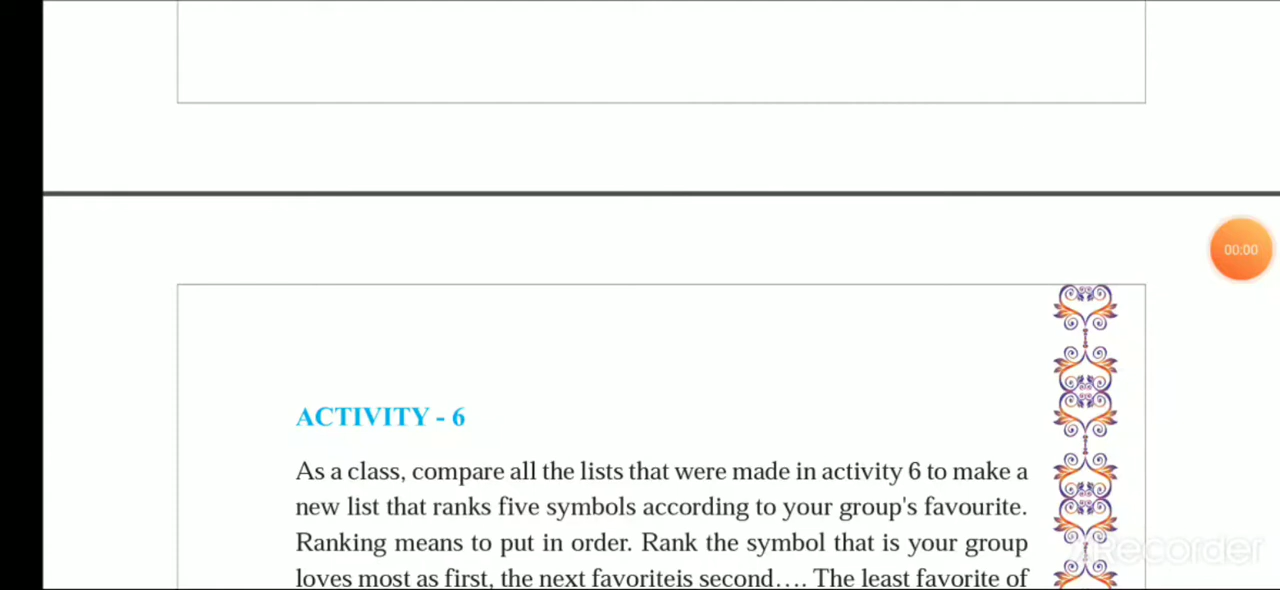 00:00
ACTIVITY - 6
As a class, compare all the lists that were made in activity 6 to make a
new list that ranks five symbols according to your group's favourite.
Ranking means to put in order. Rank the symbol that is your group
loves most as first, the next favoriteis second.... The least favorite of
Recorder